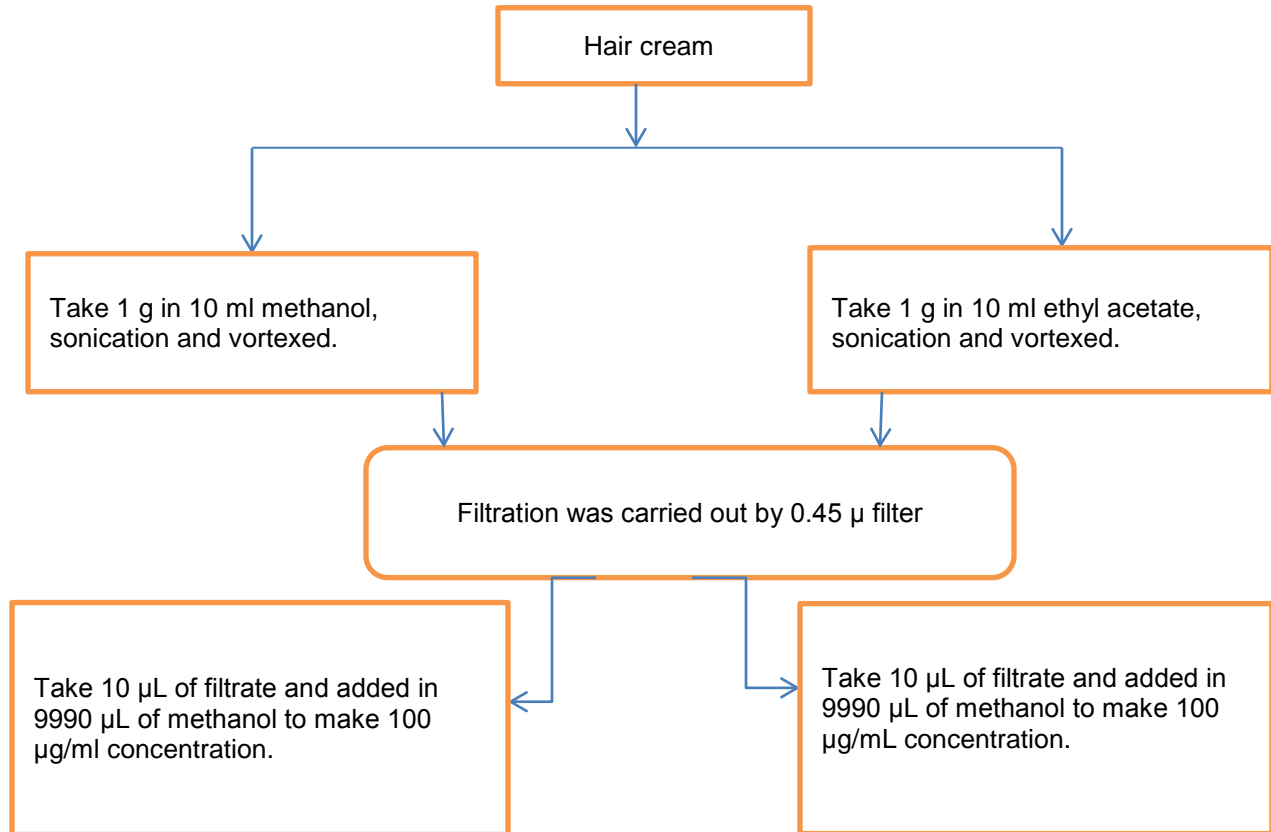 Hair cream
Take 1 g in 10 ml methanol,
sonication and vortexed.
Take 1 g in 10 ml ethyl acetate,
sonication and vortexed.
Filtration was carried out by 0.45 µ filter
Take 10 µL of filtrate and added in
9990 µL of methanol to make 100
µg/ml concentration.
Take 10 µL of filtrate and added in
9990 µL of methanol to make 100
µg/mL concentration.